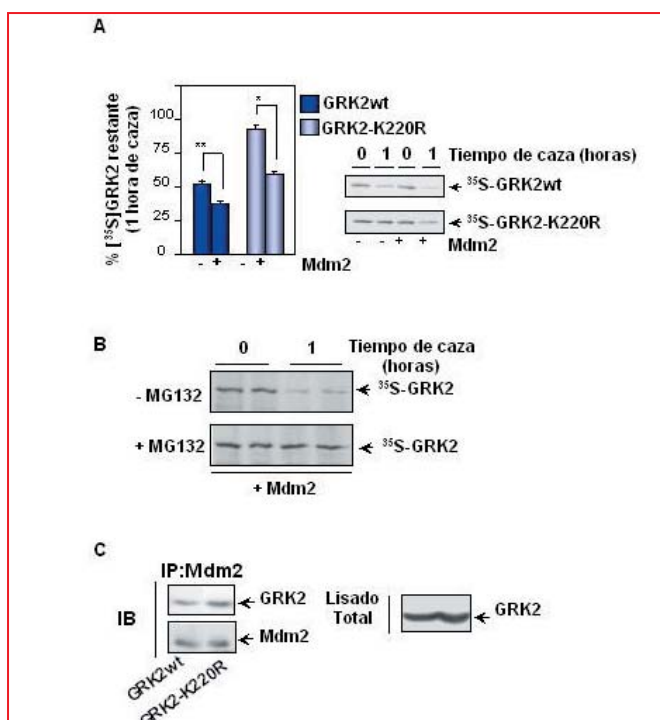 A
% [³⁵S]GRK2 restante
(1 hora de caza)
100
75
50
25
0
**
*
- + - +
Mdm2
GRK2wt
GRK2-K220R
0 1 0 1 Tiempo de caza (horas)
³⁵S-GRK2wt
³⁵S-GRK2-K220R
- - + +
Mdm2
B
0 1 Tiempo de caza
(horas)
- MG132 ³⁵S-GRK2
+ MG132 ³⁵S-GRK2
+ Mdm2
C
IP:Mdm2
IB
GRK2
Mdm2
GRK2wt
GRK2-K220R
Lisado
Total
GRK2